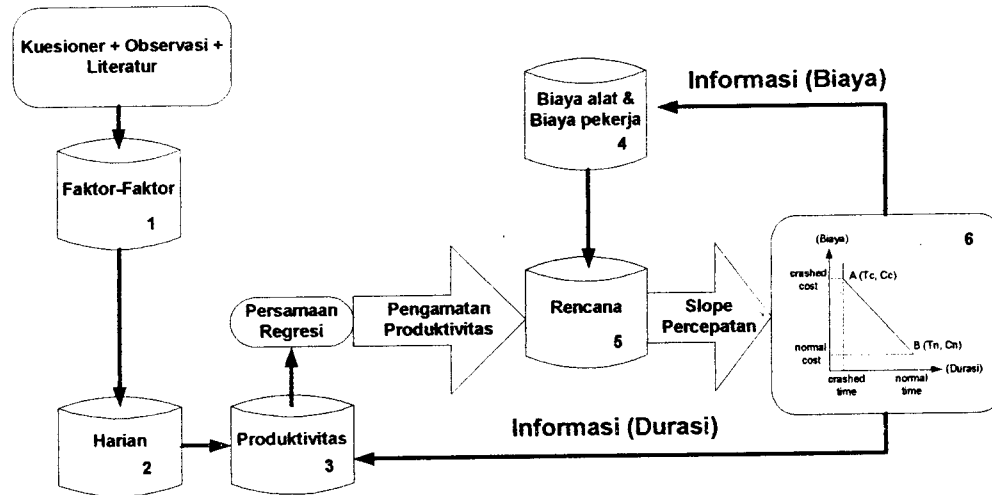 Kuesioner + Observasi +
Literatur
Faktor-Faktor
1
Harian
2
Produktivitas
3
Persamaan
Regresi
Pengamatan
Produktivitas
Biaya alat &
Biaya pekerja
4
Rencana
5
Slope
Percepatan
Informasi (Biaya)
6
(Biaya)
crashed
cost
A (Tc, Cc)
normal
cost
B (Tn, Cn)
(Durasi)
crashed
time
normal
time
Informasi (Durasi)